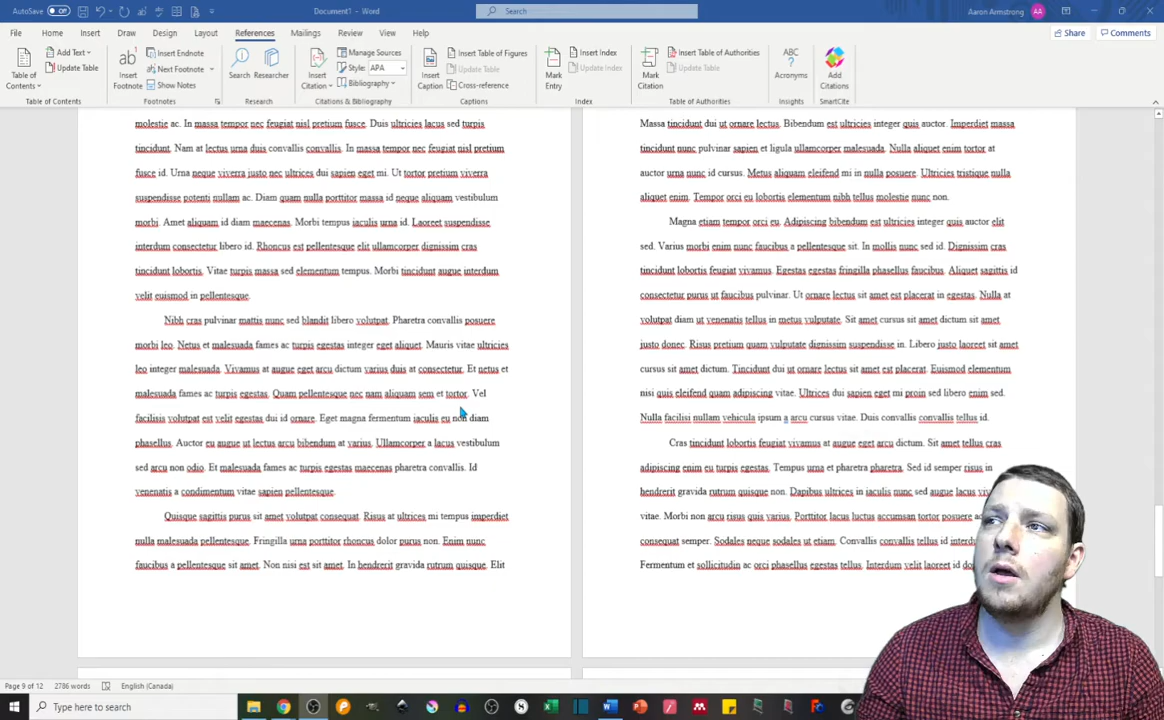 AutoSave Off Document1 - Word Search Aaron Armstrong AA
File Home Insert Draw Design Layout References Mailings Review View Help Share Comments
Table of Contents Add Text Update Table
Insert Footnote Insert Endnote Next Footnote Show Notes
Search Researcher
Insert Citation Manage Sources Style: APA Bibliography
Insert Caption Insert Table of Figures Update Table Cross-reference
Mark Entry Insert Index Update Index
Mark Citation Insert Table of Authorities Update Table
ABC ? Acronyms
Add Citations
Table of Contents Footnotes Research Citations & Bibliography Captions Index Table of Authorities Insights SmartCite
molestie ac. In massa tempor nec feugiat nisl pretium fusce. Duis ultricies lacus sed turpis
tincidunt. Nam at lectus urna duis convallis convallis. In massa tempor nec feugiat nisl pretium
fusce id. Urna neque viverra justo nec ultrices dui sapien eget mi. Ut tortor pretium viverra
suspendisse potenti nullam ac. Diam quam nulla porttitor massa id neque aliquam vestibulum
morbi. Amet aliquam id diam maecenas. Morbi tempus iaculis urna id. Laoreet suspendisse
interdum consectetur libero id. Rhoncus est pellentesque elit ullamcorper dignissim cras
tincidunt lobortis. Vitae turpis massa sed elementum tempus. Morbi tincidunt augue interdum
velit euismod in pellentesque.
Nibh cras pulvinar mattis nunc sed blandit libero volutpat. Pharetra convallis posuere
morbi leo. Netus et malesuada fames ac turpis egestas integer eget aliquet. Mauris vitae ultricies
leo integer malesuada. Vivamus at augue eget arcu dictum varius duis at consectetur. Et netus et
malesuada fames ac turpis egestas. Quam pellentesque nec nam aliquam sem et tortor. Vel
facilisis volutpat est velit egestas dui id ornare. Eget magna fermentum iaculis eu non diam
phasellus. Auctor eu augue ut lectus arcu bibendum at varius. Ullamcorper a lacus vestibulum
sed arcu non odio. Et malesuada fames ac turpis egestas maecenas pharetra convallis. Id
venenatis a condimentum vitae sapien pellentesque.
Quisque sagittis purus sit amet volutpat consequat. Risus at ultrices mi tempus imperdiet
nulla malesuada pellentesque. Fringilla urna porttitor rhoncus dolor purus non. Enim nunc
faucibus a pellentesque sit amet. Non nisi est sit amet. In hendrerit gravida rutrum quisque. Elit
Massa tincidunt dui ut ornare lectus. Bibendum est ultricies integer quis auctor. Imperdiet massa
tincidunt nunc pulvinar sapien et ligula ullamcorper malesuada. Nulla aliquet enim tortor at
auctor urna nunc id cursus. Metus aliquam eleifend mi in nulla posuere. Ultricies tristique nulla
aliquet enim. Tempor orci eu lobortis elementum nibh tellus molestie nunc non.
Magna etiam tempor orci eu. Adipiscing bibendum est ultricies integer quis auctor elit
sed. Varius morbi enim nunc faucibus a pellentesque sit. In mollis nunc sed id. Dignissim cras
tincidunt lobortis feugiat vivamus. Egestas egestas fringilla phasellus faucibus. Aliquet sagittis id
consectetur purus ut faucibus pulvinar. Ut ornare lectus sit amet est placerat in egestas. Nulla at
volutpat diam ut venenatis tellus in metus vulputate. Sit amet cursus sit amet dictum sit amet
justo donec. Risus pretium quam vulputate dignissim suspendisse in. Libero justo laoreet sit amet
cursus sit amet dictum. Tincidunt dui ut ornare lectus sit amet est placerat. Euismod elementum
nisi quis eleifend quam adipiscing vitae. Ultrices dui sapien eget mi proin sed libero enim sed.
Nulla facilisi nullam vehicula ipsum a arcu cursus vitae. Duis convallis convallis tellus id.
Cras tincidunt lobortis feugiat vivamus at augue eget arcu dictum. Sit amet tellus cras
adipiscing enim eu turpis egestas. Tempus urna et pharetra pharetra. Sed id semper risus in
hendrerit gravida rutrum quisque non. Dapibus ultrices in iaculis nunc sed augue lacus
vitae. Morbi non arcu risus quis varius. Porttitor lacus luctus accumsan tortor posuere ac
consequat semper. Sodales neque sodales ut etiam. Convallis convallis tellus id
Fermentum et sollicitudin ac orci phasellus egestas tellus. Interdum velit laoreet id
Page 9 of 12 2786 words English (Canada)
Type here to search